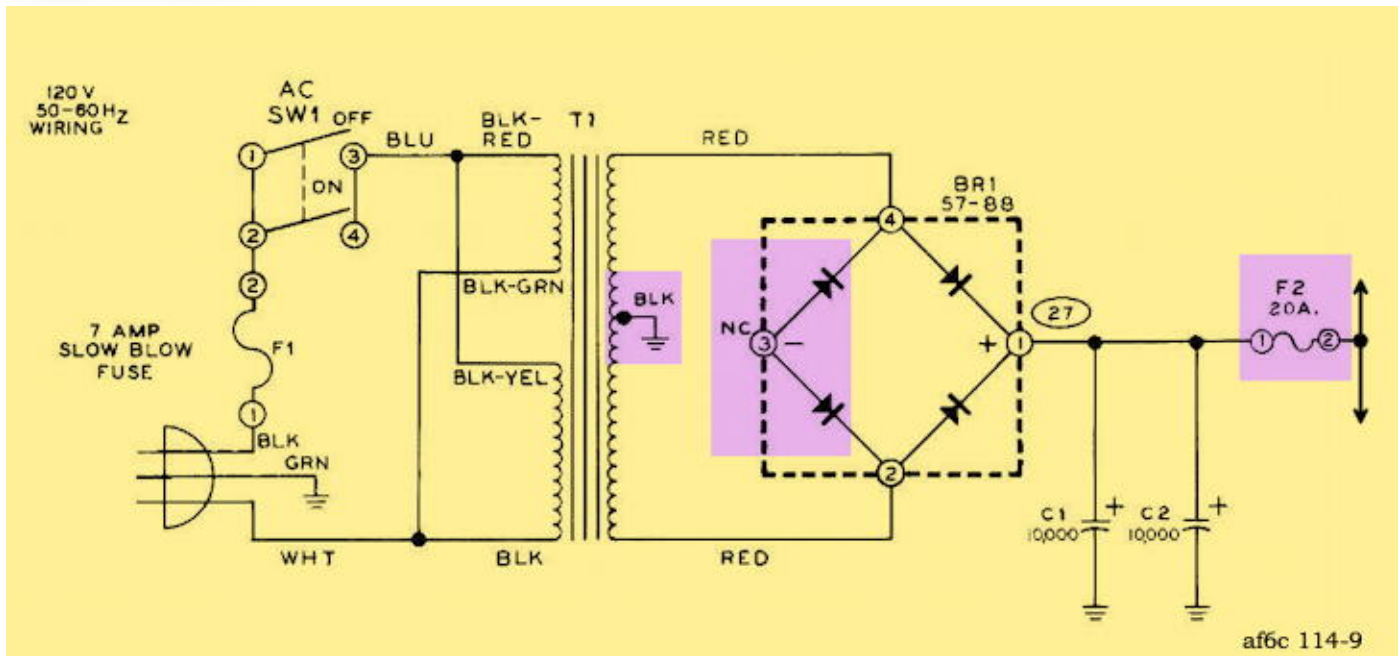 120 V
50-60 Hz
WIRING
AC
SW1
OFF
ON
1
3
2
4
BLU
BLK-
RED
T1
RED
BLK-GRN
BLK-YEL
BLK
2
7 AMP
SLOW BLOW
FUSE
F1
1
BLK
GRN
WHT
BLK
RED
BR1
57-88
4
NC
3
-
+
1
2
27
F2
20A.
1
2
C1
10,000
+
C2
10,000
+
af6c 114-9